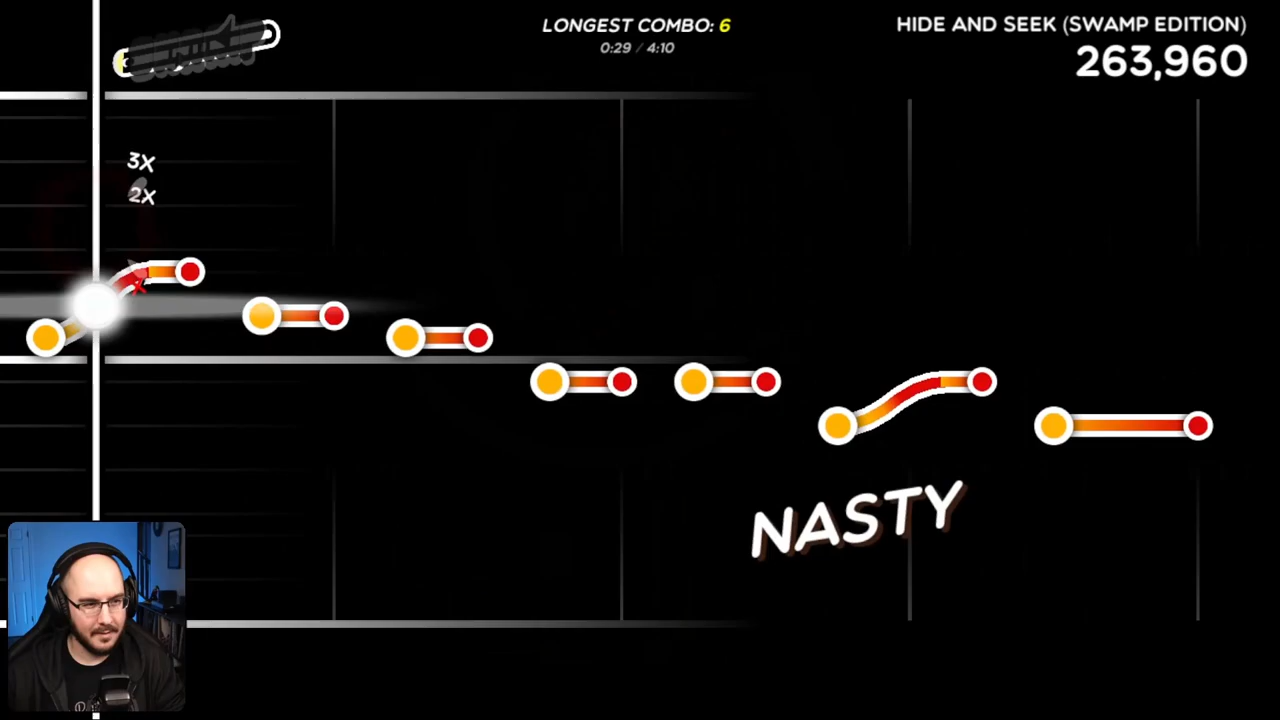 LONGEST COMBO: 6
0:29 / 4:10
HIDE AND SEEK (SWAMP EDITION)
263,960
3X
2X
X
NASTY